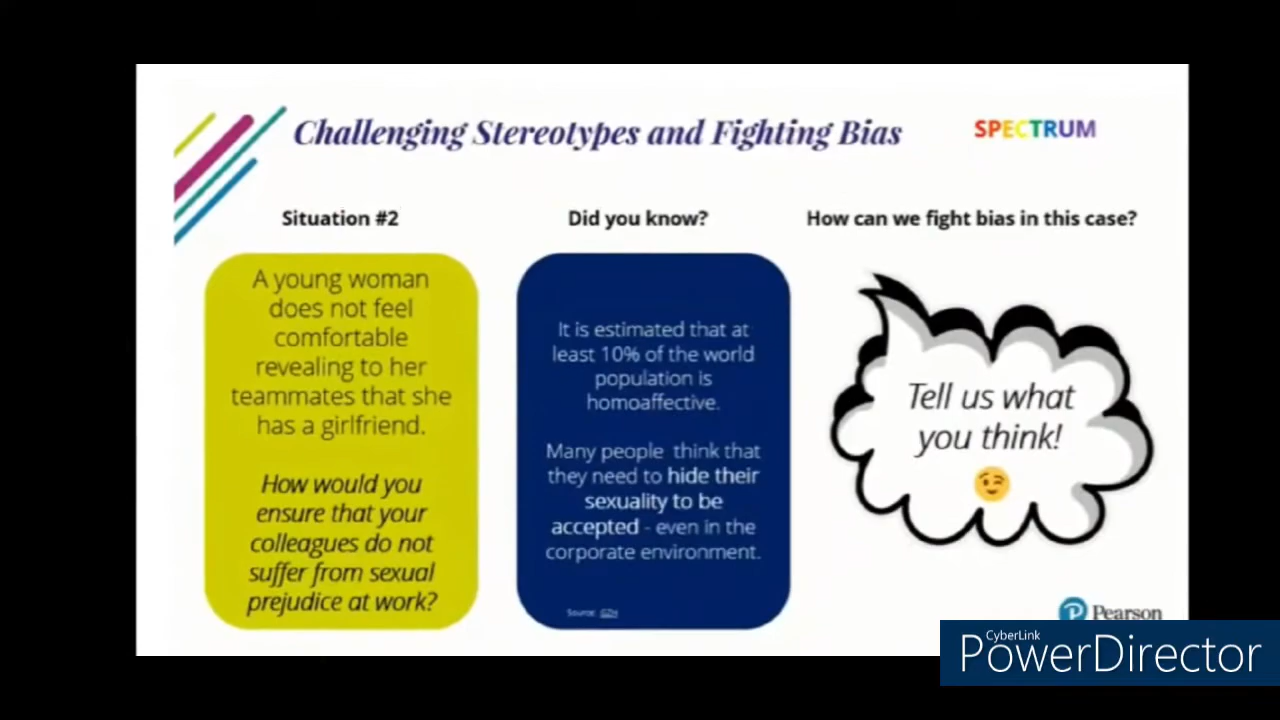 Challenging Stereotypes and Fighting Bias
SPECTRUM
Situation #2
A young woman
does not feel
comfortable
revealing to her
teammates that she
has a girlfriend.
How would you
ensure that your
colleagues do not
suffer from sexual
prejudice at work?
Did you know?
It is estimated that at
least 10% of the world
population is
homoaffective.
Many people think that
they need to hide their
sexuality to be
accepted - even in the
corporate environment.
Source: GZH
How can we fight bias in this case?
Tell us what
you think!
Pearson
CyberLink
PowerDirector